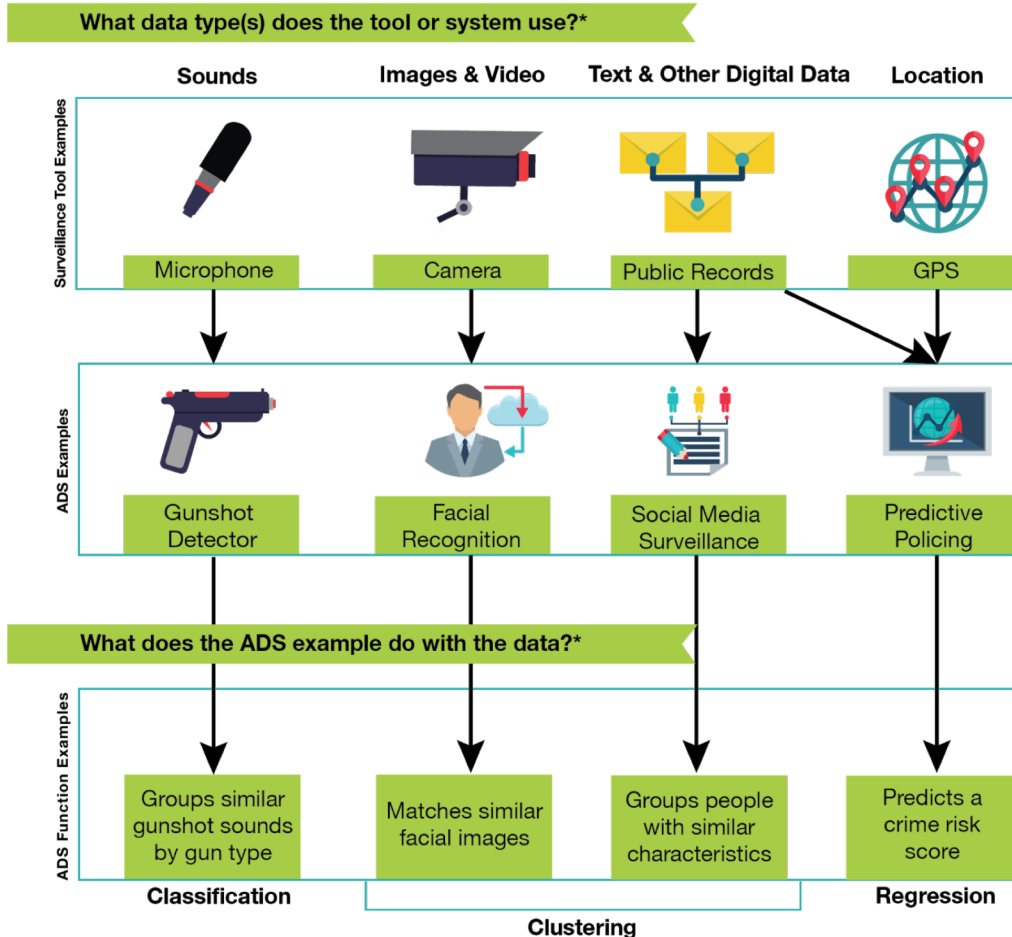 What data type(s) does the tool or system use?*
Sounds
Images & Video
Text & Other Digital Data
Location
Surveillance Tool Examples
Microphone
Camera
Public Records
GPS
ADS Examples
Gunshot
Detector
Facial
Recognition
Social Media
Surveillance
Predictive
Policing
What does the ADS example do with the data?*
ADS Function Examples
Groups similar
gunshot sounds
by gun type
Matches similar
facial images
Groups people
with similar
characteristics
Predicts a
crime risk
score
Classification
Clustering
Regression